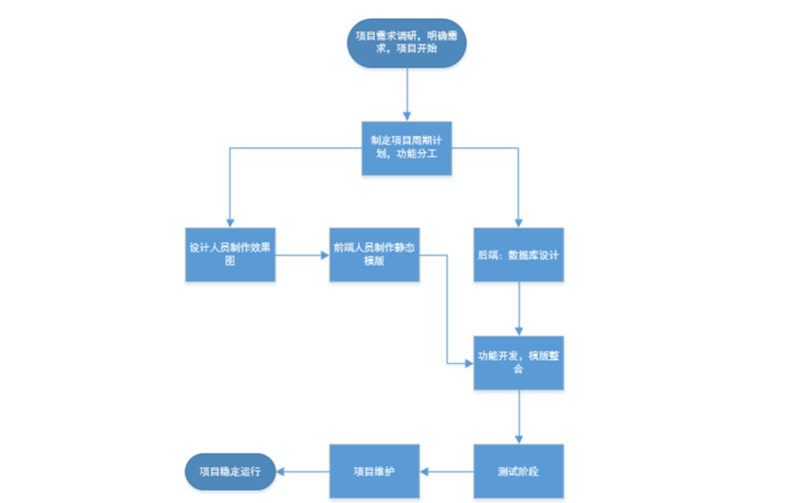 项目需求调研，明确需
求，项目开始
制定项目周期计
划，功能分工
设计人员制作效果
图
前端人员制作静态
模版
后端：数据库设计
功能开发，模版整
合
测试阶段
项目维护
项目稳定运行